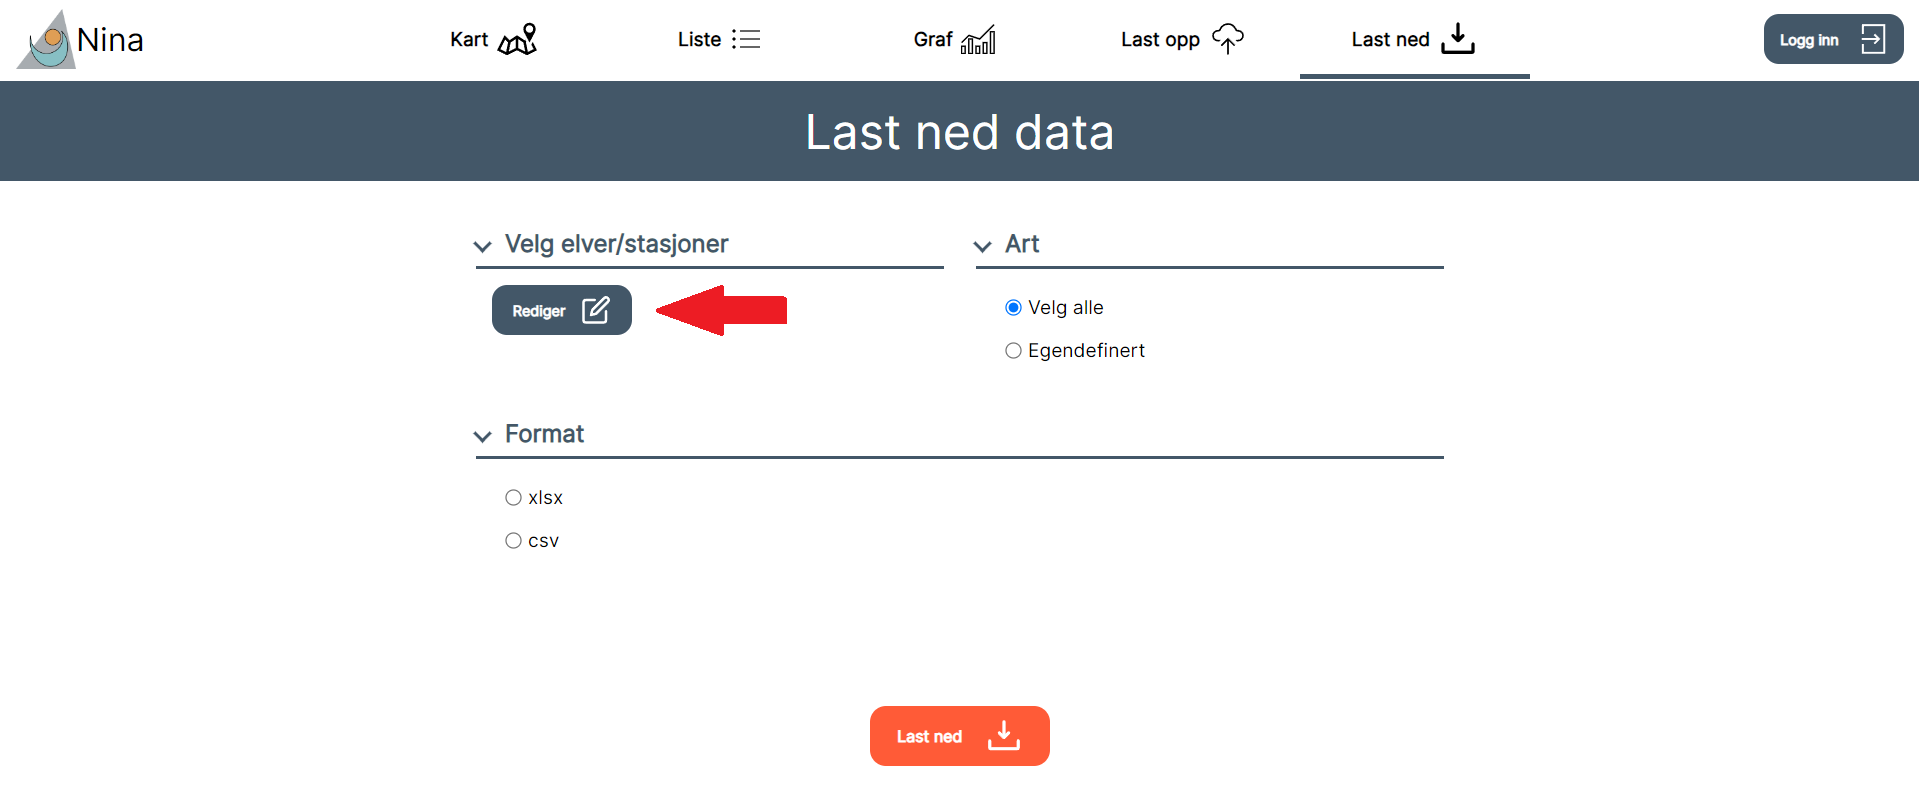 Nina
Kart
Liste
Graf
Last opp
Last ned
Logg inn
Last ned data
Velg elver/stasjoner
Rediger
Art
Velg alle
Egendefinert
Format
xlsx
csv
Last ned